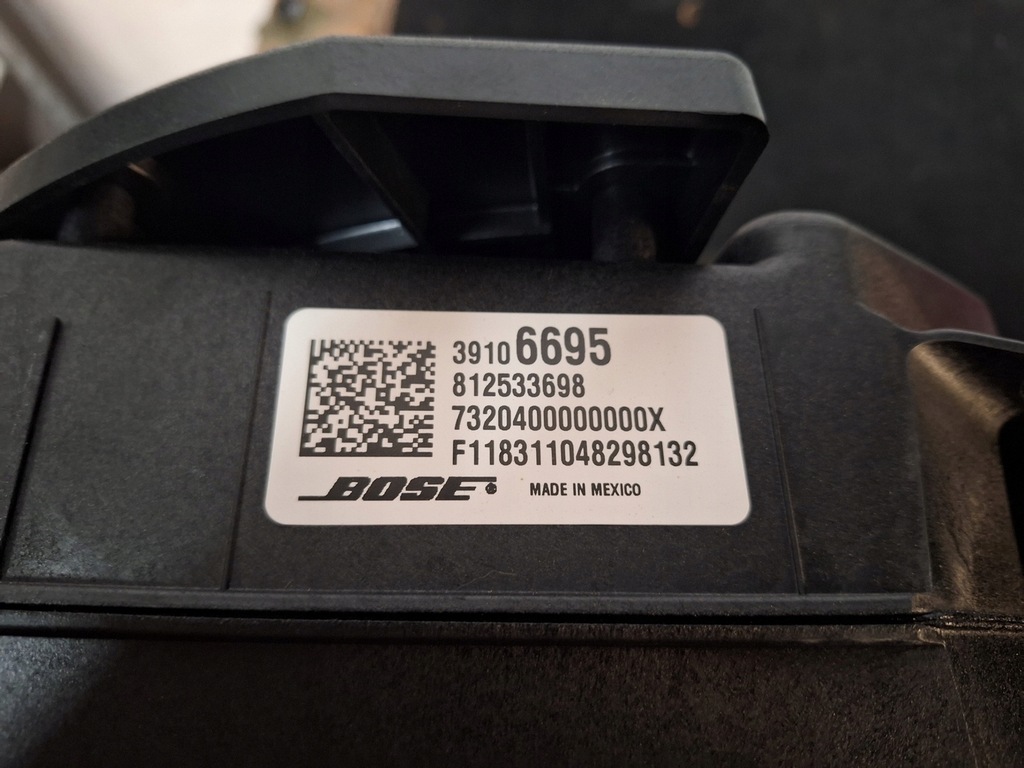 3910 6695
812533698
7320400000000X
F118311048298132
BOSE MADE IN MEXICO